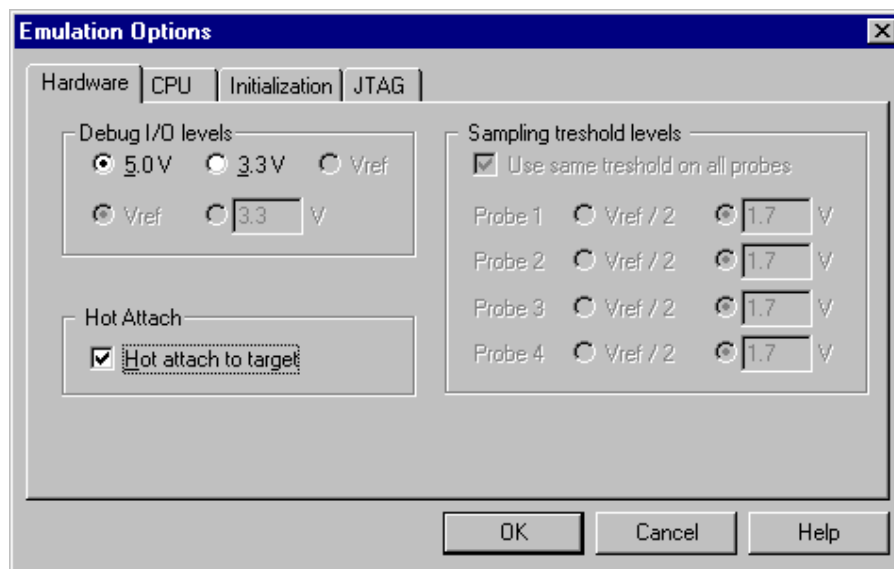 Emulation Options
Hardware CPU Initialization JTAG
Debug I/O levels
5.0 V 3.3 V Vref
Vref 3.3 V
Hot Attach
Hot attach to target
Sampling treshold levels
Use same treshold on all probes
Probe 1 Vref / 2 1.7 V
Probe 2 Vref / 2 1.7 V
Probe 3 Vref / 2 1.7 V
Probe 4 Vref / 2 1.7 V
OK Cancel Help